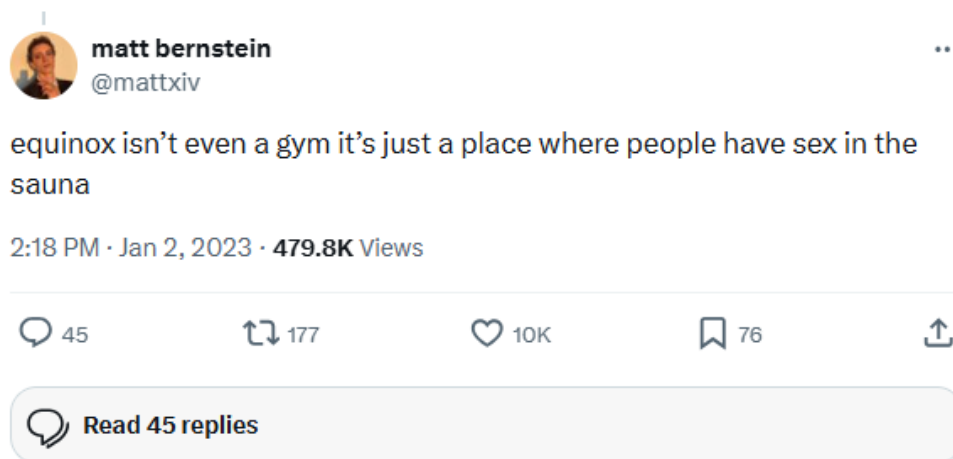 matt bernstein
@mattxiv
equinox isn’t even a gym it’s just a place where people have sex in the
sauna
2:18 PM · Jan 2, 2023 · 479.8K Views
45 177 10K 76
Read 45 replies